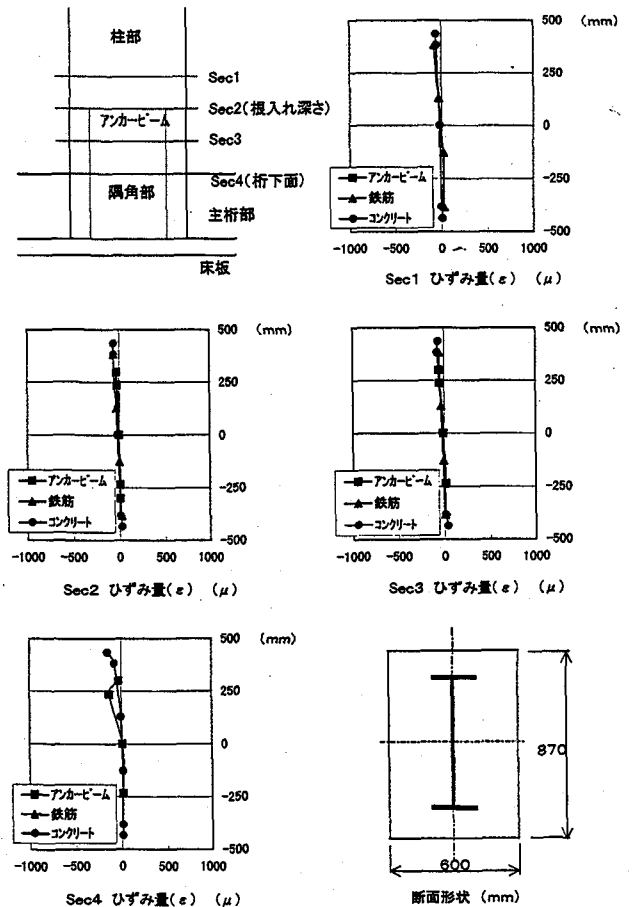 柱部
Sec1
Sec2(根入れ深さ)
アンカービーム
Sec3
Sec4(桁下面)
隅角部
主桁部
床板
500 (mm)
250
0
-250
-500
アンカービーム
鉄筋
コンクリート
-1000 -500 0 500 1000
Sec1 ひずみ量(ε) (μ)
500 (mm)
250
0
-250
-500
アンカービーム
鉄筋
コンクリート
-1000 -500 0 500 1000
Sec2 ひずみ量(ε) (μ)
500 (mm)
250
0
-250
-500
アンカービーム
鉄筋
コンクリート
-1000 -500 0 500 1000
Sec3 ひずみ量(ε) (μ)
500 (mm)
250
0
-250
-500
アンカービーム
鉄筋
コンクリート
-1000 -500 0 500 1000
Sec4 ひずみ量(ε) (μ)
870
600
断面形状 (mm)